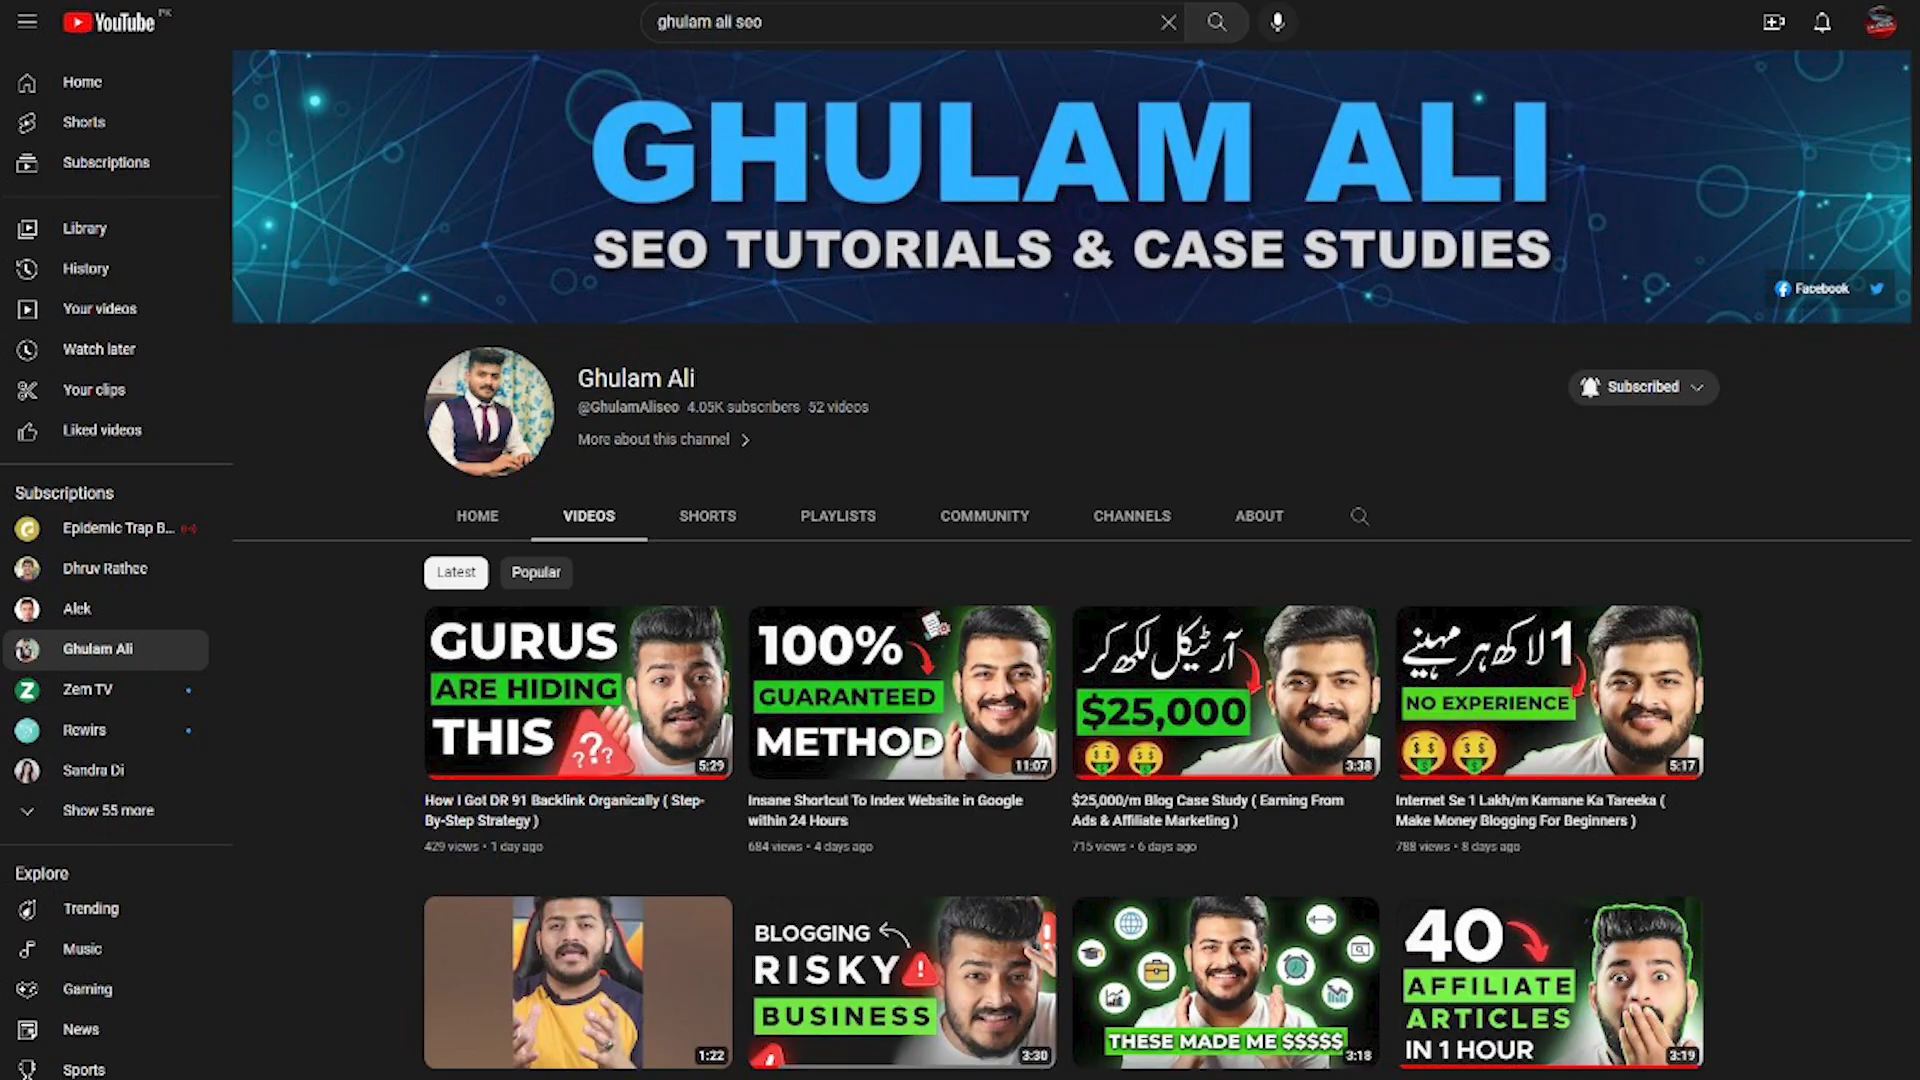 YouTube PK
ghulam ali seo
Home
Shorts
Subscriptions
Library
History
Your videos
Watch later
Your clips
Liked videos
Subscriptions
Epidemic Trap B...
Dhruv Rathee
Alek
Ghulam Ali
Zem TV
Rewirs
Sandra Di
Show 55 more
Explore
Trending
Music
Gaming
News
Sports
GHULAM ALI
SEO TUTORIALS & CASE STUDIES
Facebook
Ghulam Ali
@GhulamAliseo 4.05K subscribers 52 videos
More about this channel
Subscribed
HOME VIDEOS SHORTS PLAYLISTS COMMUNITY CHANNELS ABOUT
Latest Popular
GURUS
ARE HIDING
THIS
???
5:29
How I Got DR 91 Backlink Organically ( Step-
By-Step Strategy )
429 views • 1 day ago
100%
GUARANTEED
METHOD
11:07
Insane Shortcut To Index Website in Google
within 24 Hours
684 views • 4 days ago
آرٹیکل لکھ کر
$25,000
3:38
$25,000/m Blog Case Study ( Earning From
Ads & Affiliate Marketing )
715 views • 6 days ago
1 لاکھ ہر مہینے
NO EXPERIENCE
5:17
Internet Se 1 Lakh/m Kamane Ka Tareeka (
Make Money Blogging For Beginners )
788 views • 8 days ago
1:22
BLOGGING
RISKY
BUSINESS
3:30
THESE MADE ME $$$$$
3:18
40
AFFILIATE
ARTICLES
IN 1 HOUR
3:19